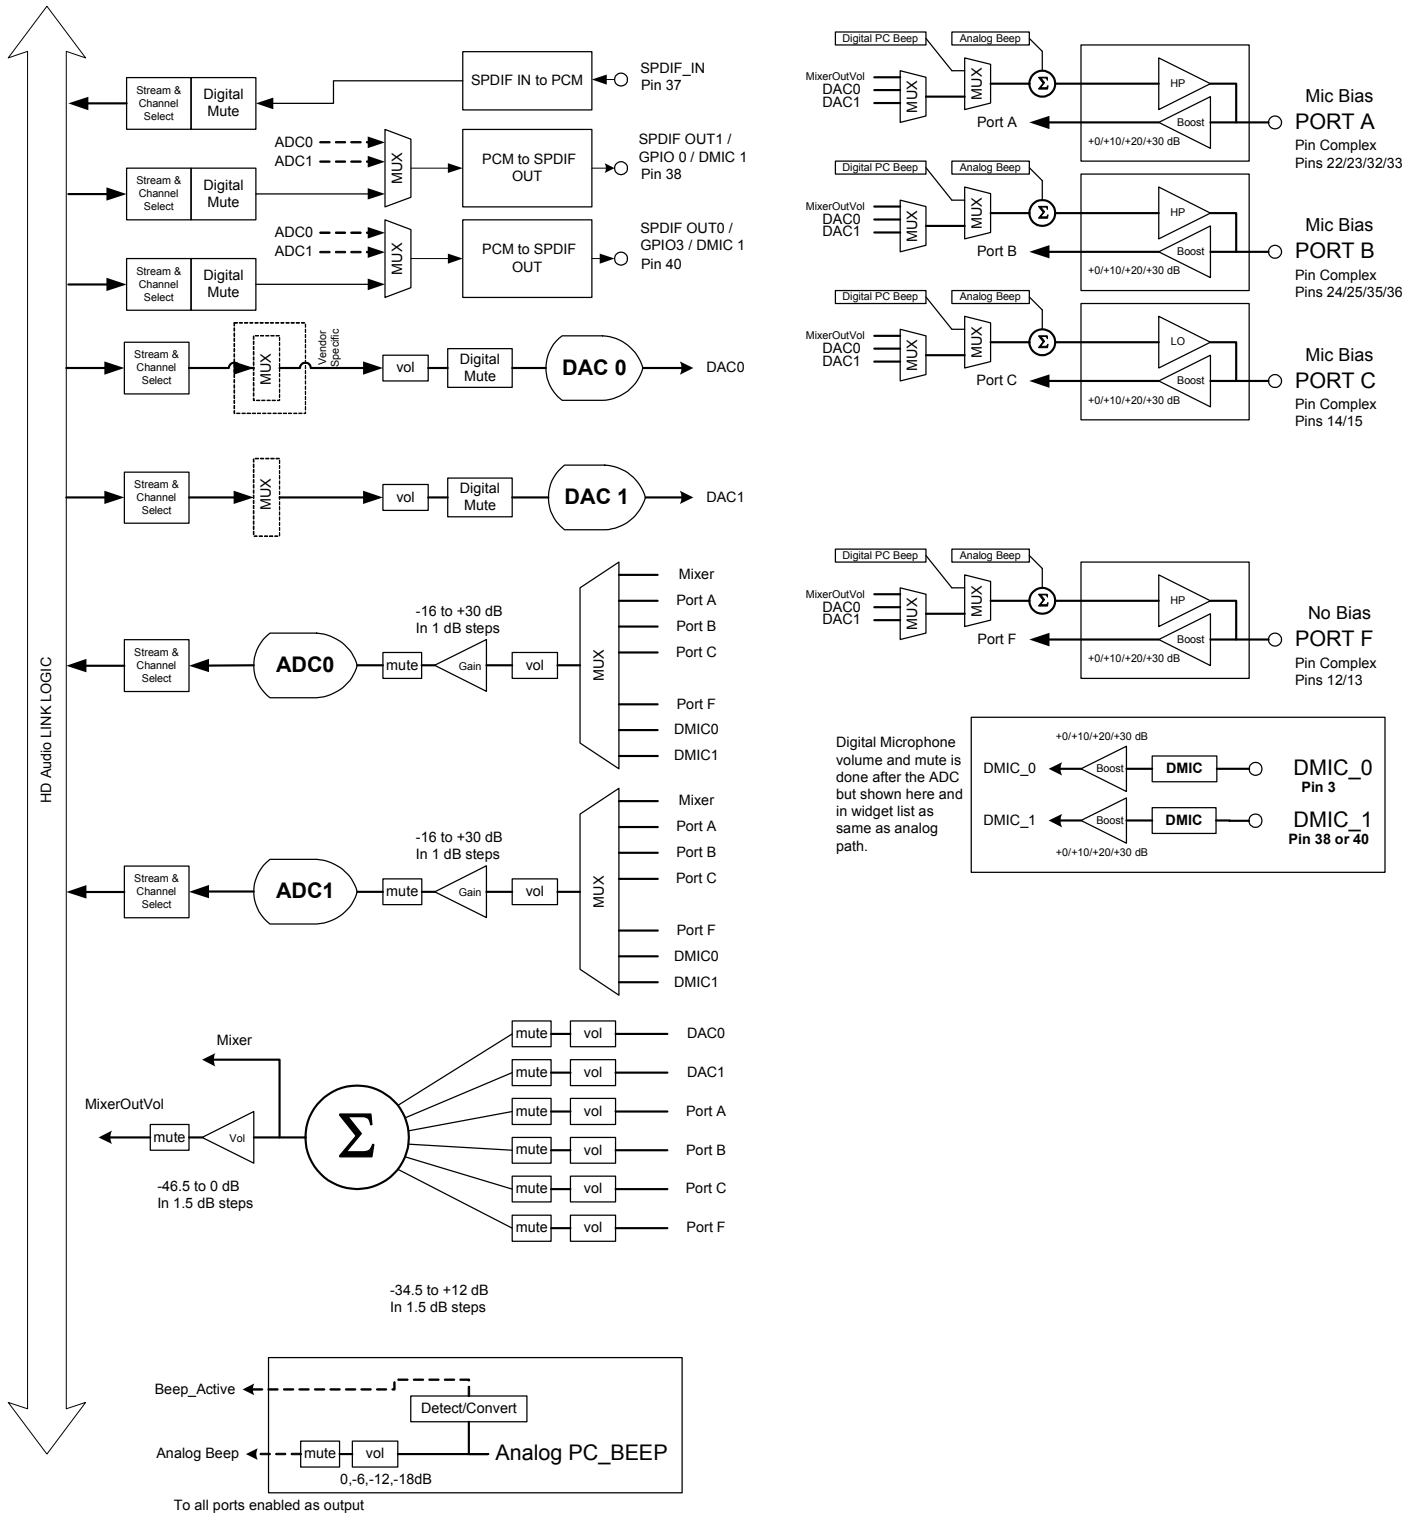 HD Audio LINK LOGIC
Stream &
Channel
Select
Digital
Mute
SPDIF IN to PCM
SPDIF_IN
Pin 37
ADC0
ADC1
MUX
Stream &
Channel
Select
Digital
Mute
PCM to SPDIF
OUT
SPDIF OUT1 /
GPIO 0 / DMIC 1
Pin 38
ADC0
ADC1
MUX
Stream &
Channel
Select
Digital
Mute
PCM to SPDIF
OUT
SPDIF OUT0 /
GPIO3 / DMIC 1
Pin 40
Stream &
Channel
Select
MUX
Vendor
Specific
vol
Digital
Mute
DAC 0
DAC0
Stream &
Channel
Select
MUX
vol
Digital
Mute
DAC 1
DAC1
Stream &
Channel
Select
ADC0
mute
-16 to +30 dB
In 1 dB steps
Gain
vol
MUX
Mixer
Port A
Port B
Port C
Port F
DMIC0
DMIC1
Stream &
Channel
Select
ADC1
mute
-16 to +30 dB
In 1 dB steps
Gain
vol
MUX
Mixer
Port A
Port B
Port C
Port F
DMIC0
DMIC1
Mixer
MixerOutVol
mute
Vol
-46.5 to 0 dB
In 1.5 dB steps
Σ
mute vol DAC0
mute vol DAC1
mute vol Port A
mute vol Port B
mute vol Port C
mute vol Port F
-34.5 to +12 dB
In 1.5 dB steps
Beep_Active
Detect/Convert
Analog Beep
mute
vol
Analog PC_BEEP
0,-6,-12,-18dB
To all ports enabled as output
Digital PC Beep
Analog Beep
MixerOutVol
DAC0
DAC1
MUX
MUX
Σ
HP
Port A
Boost
+0/+10/+20/+30 dB
Mic Bias
PORT A
Pin Complex
Pins 22/23/32/33
Digital PC Beep
Analog Beep
MixerOutVol
DAC0
DAC1
MUX
MUX
Σ
HP
Port B
Boost
+0/+10/+20/+30 dB
Mic Bias
PORT B
Pin Complex
Pins 24/25/35/36
Digital PC Beep
Analog Beep
MixerOutVol
DAC0
DAC1
MUX
MUX
Σ
LO
Port C
Boost
+0/+10/+20/+30 dB
Mic Bias
PORT C
Pin Complex
Pins 14/15
Digital PC Beep
Analog Beep
MixerOutVol
DAC0
DAC1
MUX
MUX
Σ
HP
Port F
Boost
+0/+10/+20/+30 dB
No Bias
PORT F
Pin Complex
Pins 12/13
Digital Microphone
volume and mute is
done after the ADC
but shown here and
in widget list as
same as analog
path.
+0/+10/+20/+30 dB
DMIC_0
Boost
DMIC
DMIC_0
Pin 3
DMIC_1
Boost
DMIC
DMIC_1
Pin 38 or 40
+0/+10/+20/+30 dB